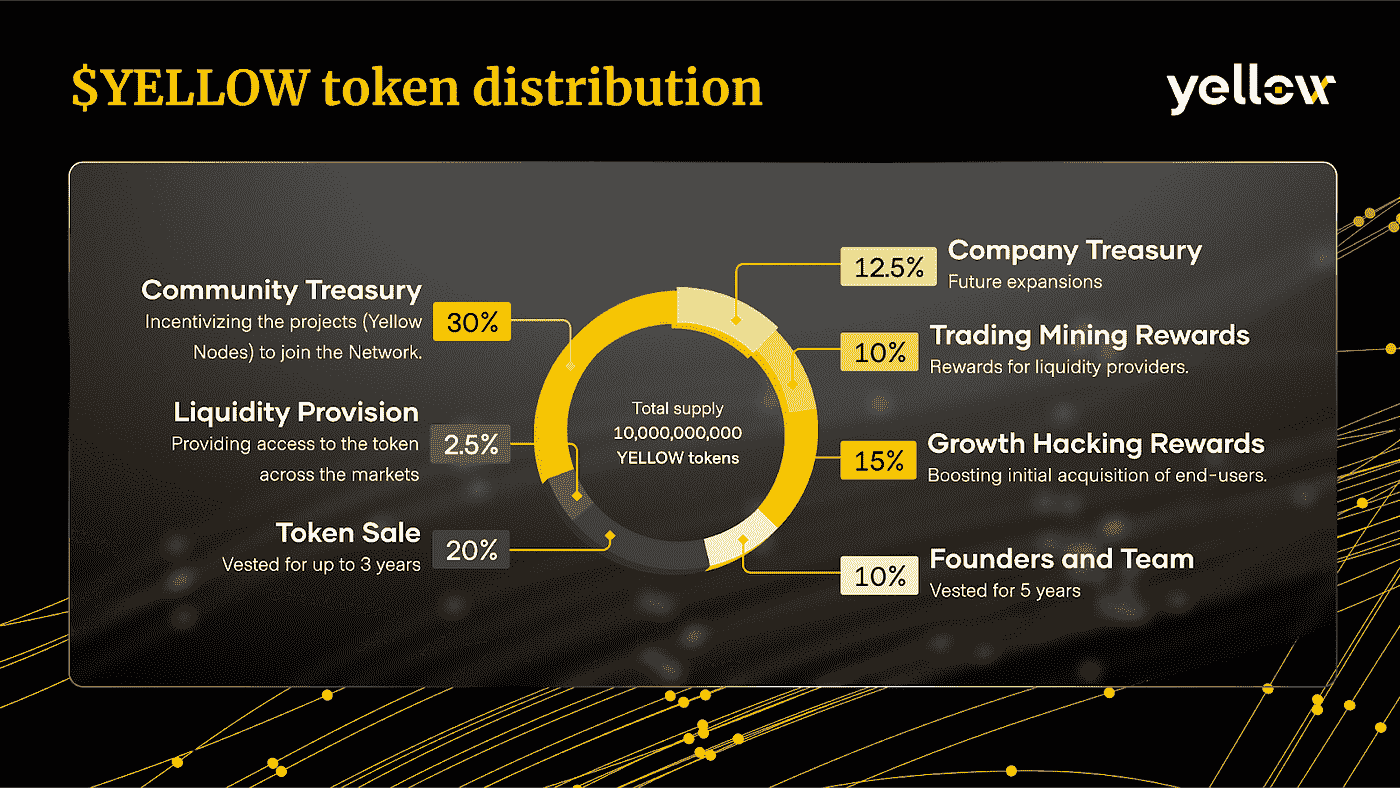 $YELLOW token distribution
yellow
Community Treasury
Incentivizing the projects (Yellow
Nodes) to join the Network.
30%
Liquidity Provision
Providing access to the token
across the markets
2.5%
Token Sale
Vested for up to 3 years
20%
Total supply
10,000,000,000
YELLOW tokens
12.5%
Company Treasury
Future expansions
10%
Trading Mining Rewards
Rewards for liquidity providers.
15%
Growth Hacking Rewards
Boosting initial acquisition of end-users.
10%
Founders and Team
Vested for 5 years